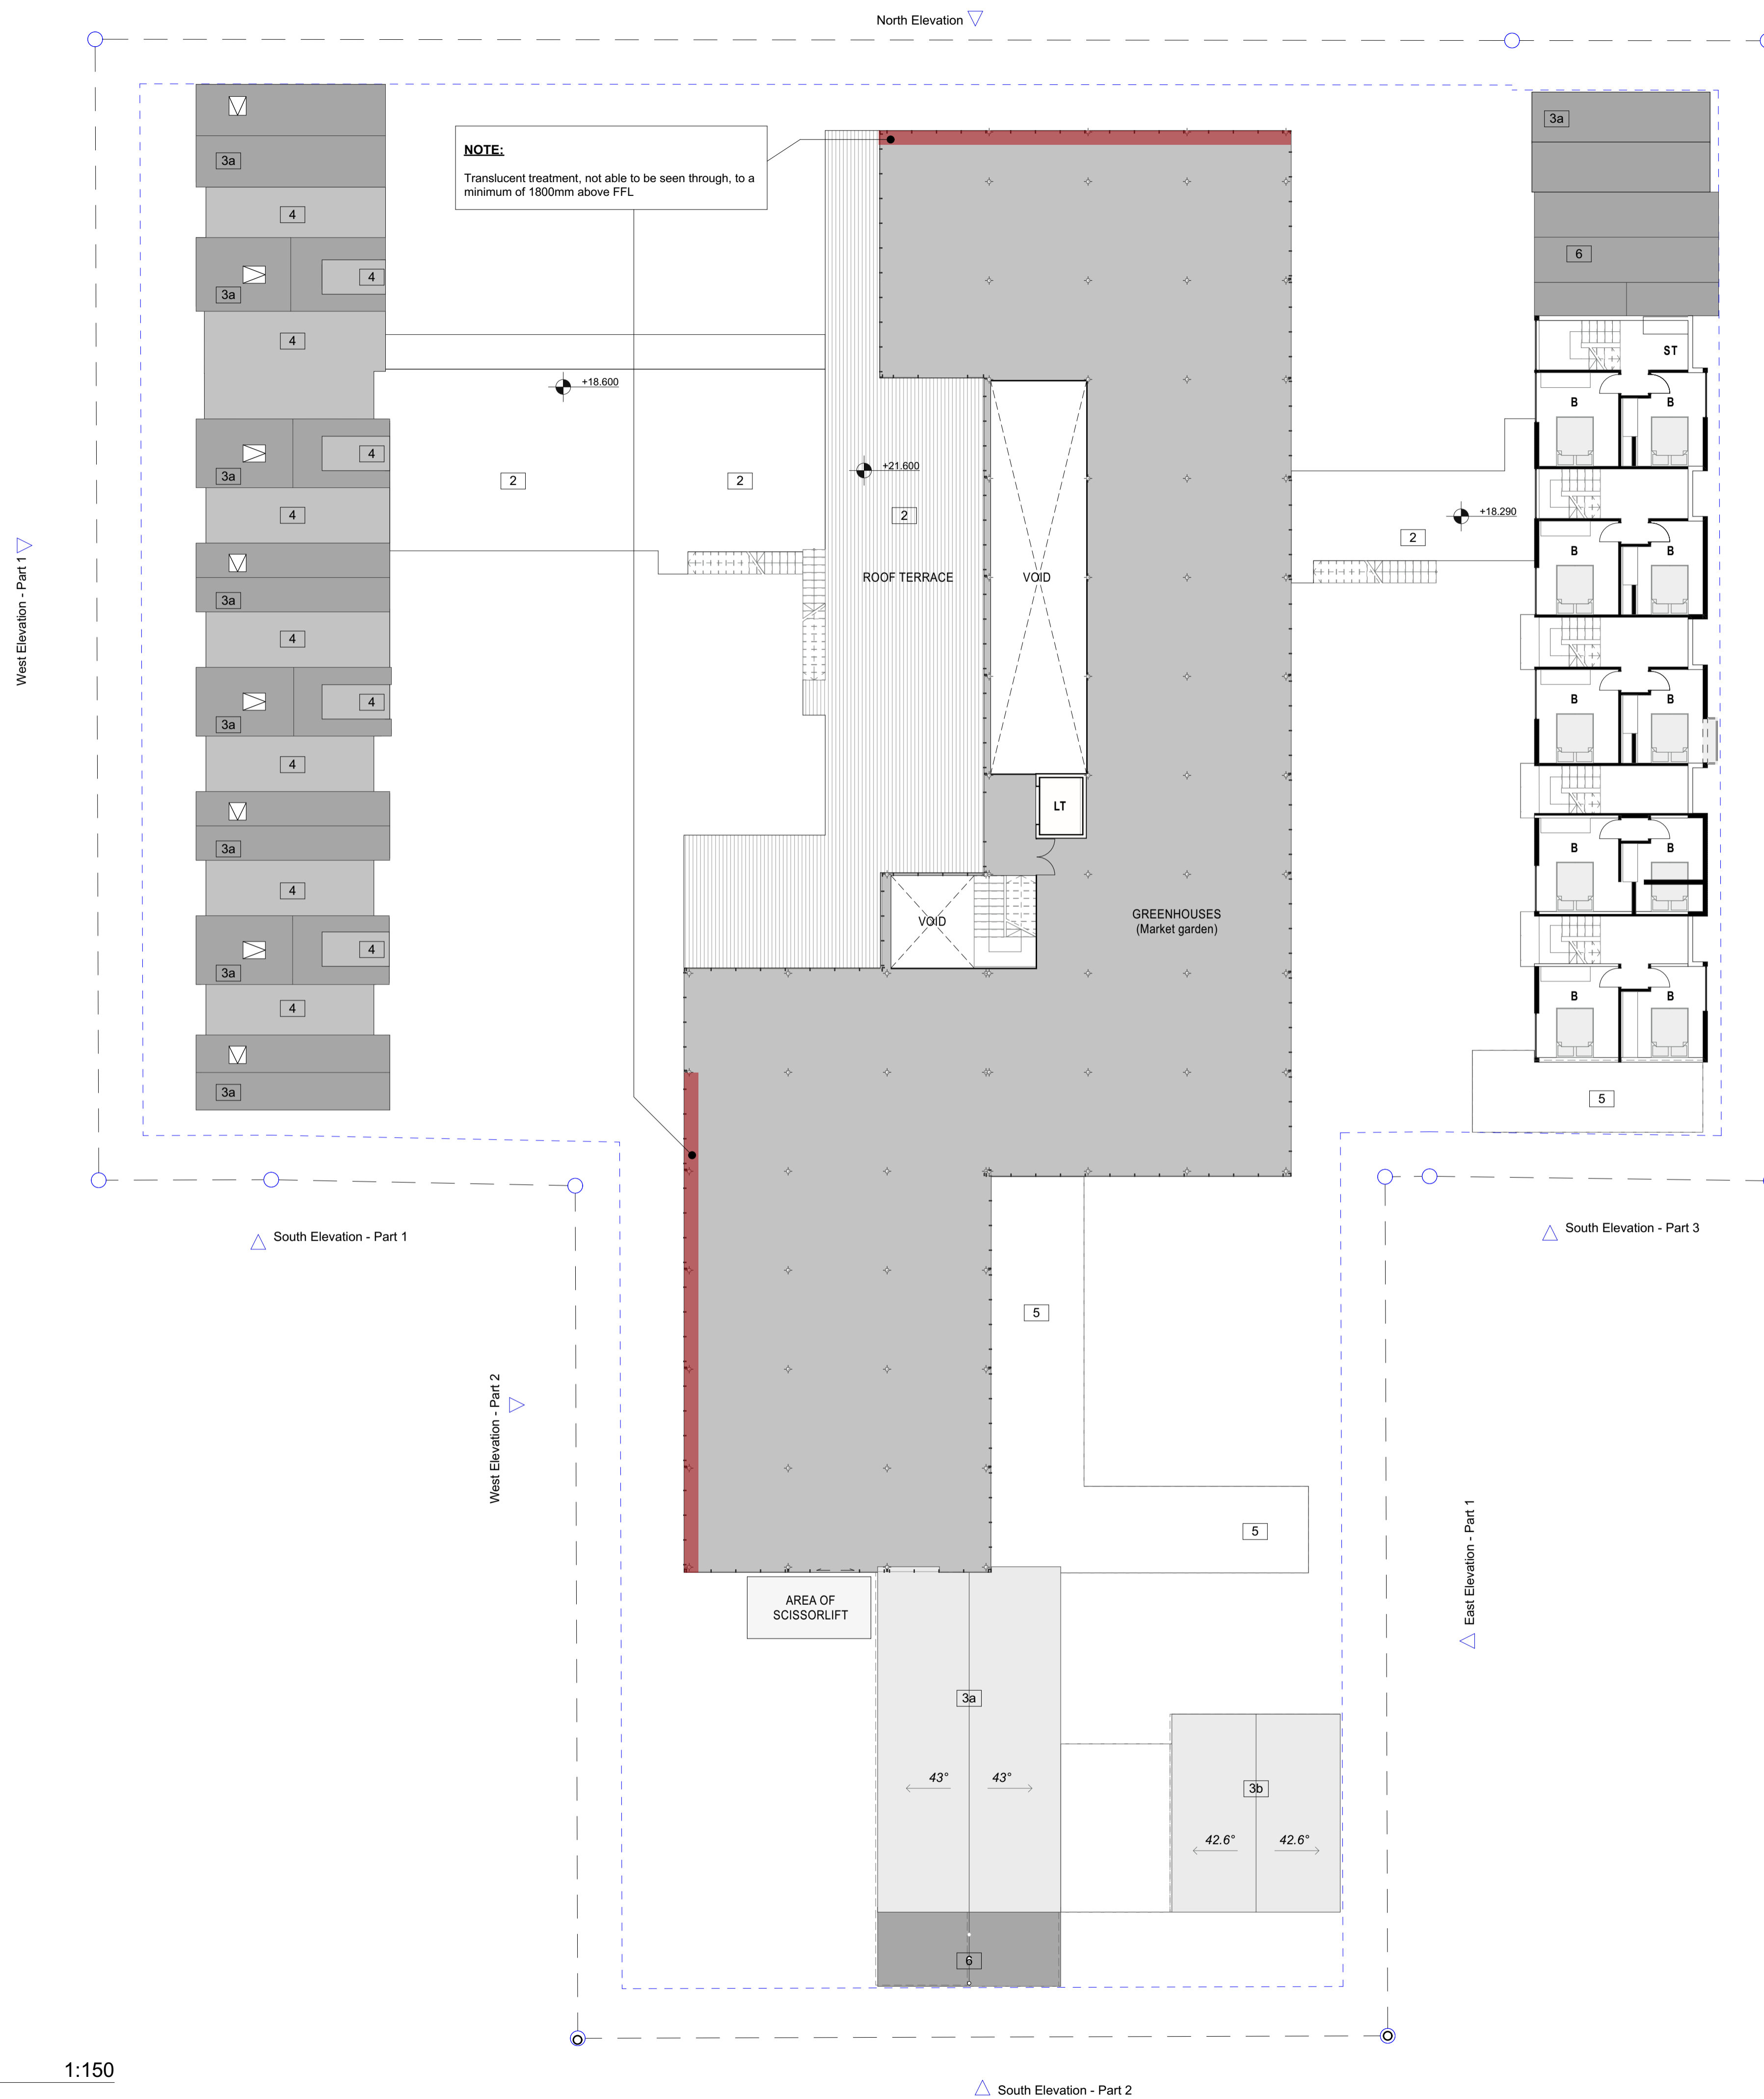 North Elevation
3a
3a
NOTE:
Translucent treatment, not able to be seen through, to a
minimum of 1800mm above FFL
4
6
4
3a
4
ST
+18.600
B B
4
+21.600
3a
2
2
2
4
+18.290
2
West Elevation - Part 1
B B
ROOF TERRACE
VOID
3a
4
B B
4
3a
4
LT
3a
B B
4
GREENHOUSES
(Market garden)
VOID
4
3a
B B
4
3a
5
South Elevation - Part 1
South Elevation - Part 3
5
West Elevation - Part 2
5
East Elevation - Part 1
AREA OF
SCISSORLIFT
3a
43° 43°
3b
42.6° 42.6°
6
1:150
South Elevation - Part 2